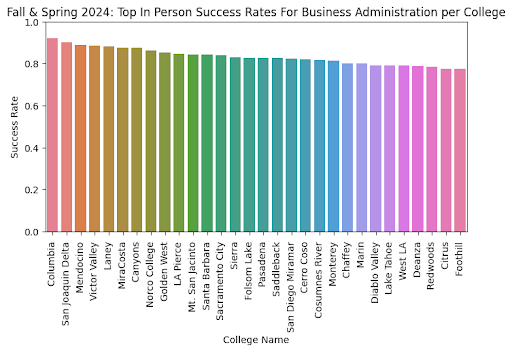 Fall & Spring 2024: Top In Person Success Rates For Business Administration per College
1.0
0.8
0.6
0.4
0.2
0.0
Success Rate
Columbia
San Joaquin Delta
Mendocino
Victor Valley
Laney
MiraCosta
Canyons
Norco College
Golden West
LA Pierce
Mt. San Jacinto
Santa Barbara
Sacramento City
Sierra
Folsom Lake
Pasadena
Saddleback
San Diego Miramar
Cerro Coso
Cosumnes River
Monterey
Chaffey
Marin
Diablo Valley
Lake Tahoe
West LA
Deanza
Redwoods
Citrus
Foothill
College Name